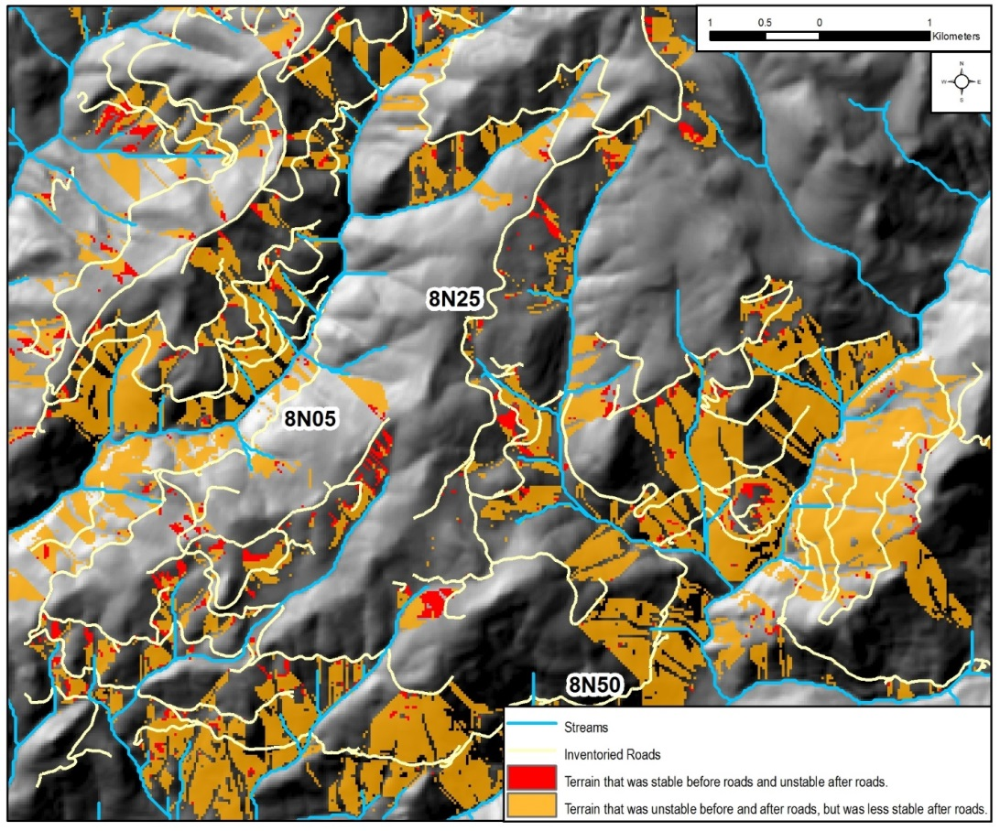 1 0.5 0 1
Kilometers
N
W E
S
8N25
8N05
8N50
Streams
Inventoried Roads
Terrain that was stable before roads and unstable after roads.
Terrain that was unstable before and after roads, but was less stable after roads.